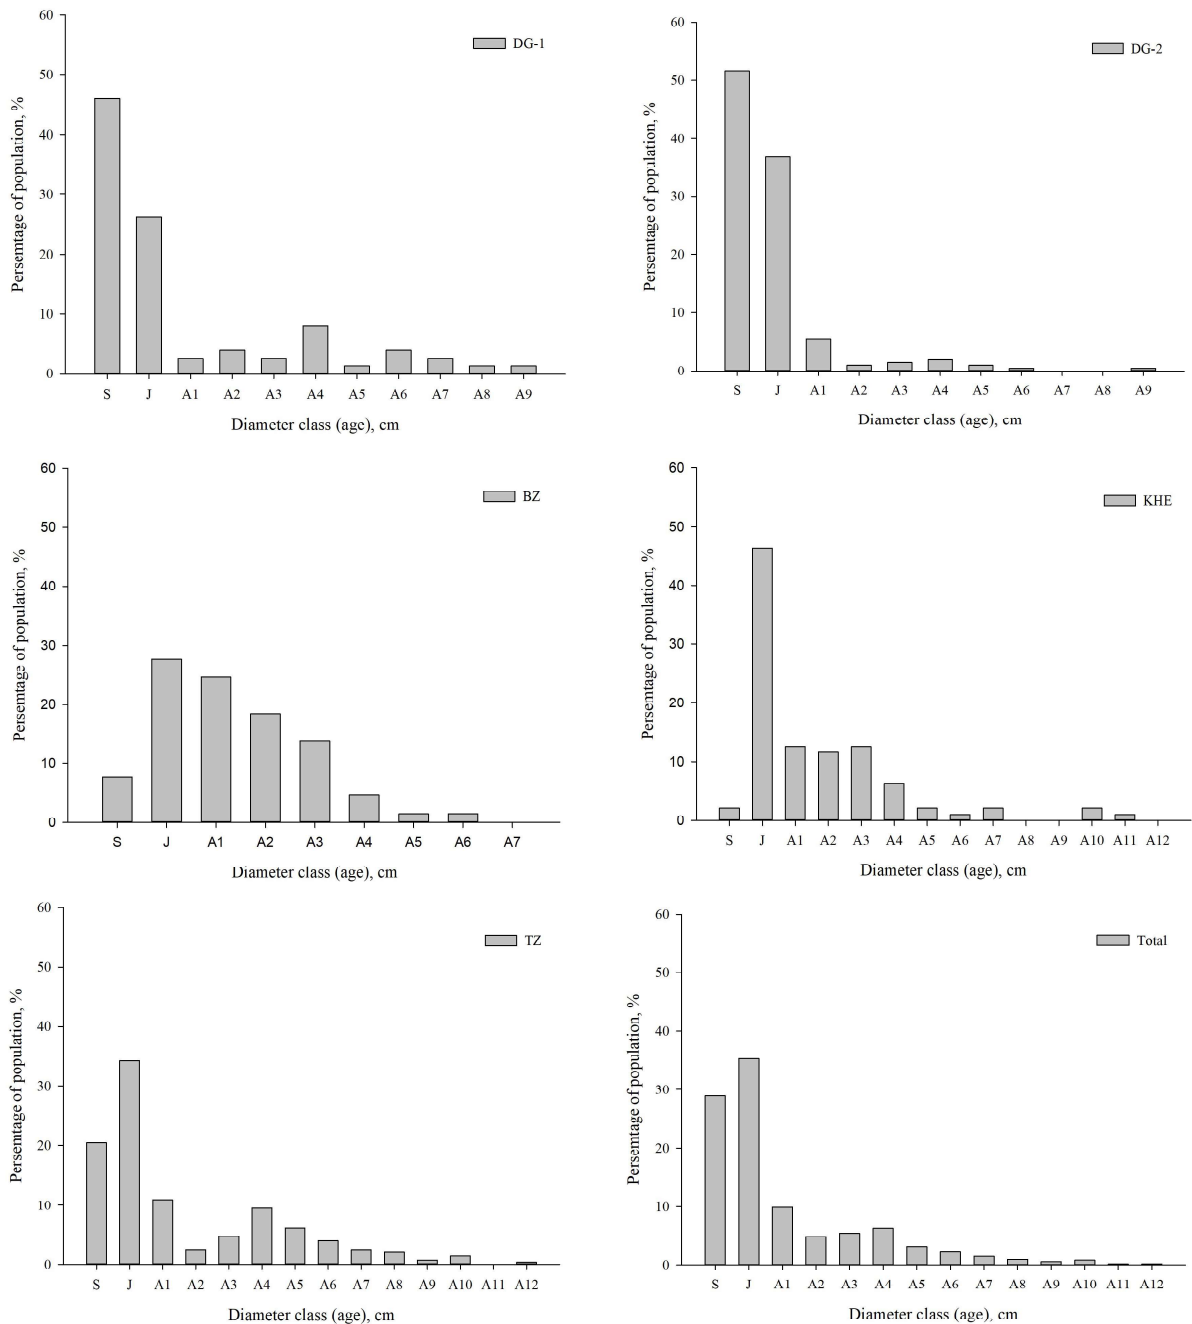 DG-1
Persemtage of population, %
60
50
40
30
20
10
0
S J A1 A2 A3 A4 A5 A6 A7 A8 A9
Diameter class (age), cm
DG-2
Persemtage of population, %
60
50
40
30
20
10
0
S J A1 A2 A3 A4 A5 A6 A7 A8 A9
Diameter class (age), cm
BZ
Persemtage of population, %
60
50
40
30
20
10
0
S J A1 A2 A3 A4 A5 A6 A7
Diameter class (age), cm
KHE
Persemtage of population, %
60
50
40
30
20
10
0
S J A1 A2 A3 A4 A5 A6 A7 A8 A9 A10 A11 A12
Diameter class (age), cm
TZ
Persemtage of population, %
60
50
40
30
20
10
0
S J A1 A2 A3 A4 A5 A6 A7 A8 A9 A10 A11 A12
Diameter class (age), cm
Total
Persemtage of population, %
60
50
40
30
20
10
0
S J A1 A2 A3 A4 A5 A6 A7 A8 A9 A10 A11 A12
Diameter class (age), cm